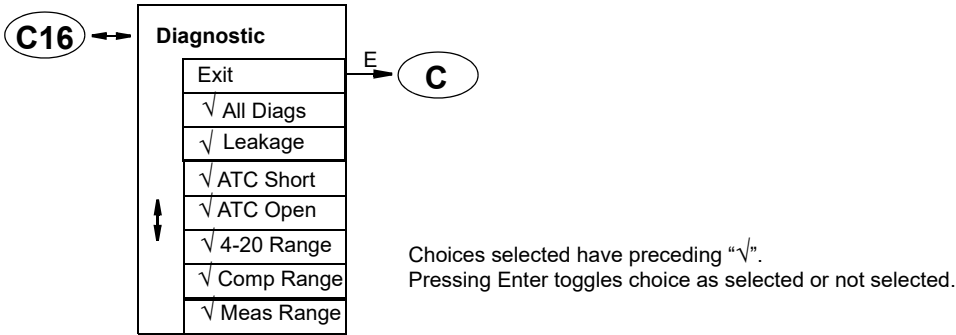 C16
Diagnostic
Exit
E
C
√ All Diags
√ Leakage
√ ATC Short
√ ATC Open
√ 4-20 Range
√ Comp Range
√ Meas Range
Choices selected have preceding “√”.
Pressing Enter toggles choice as selected or not selected.